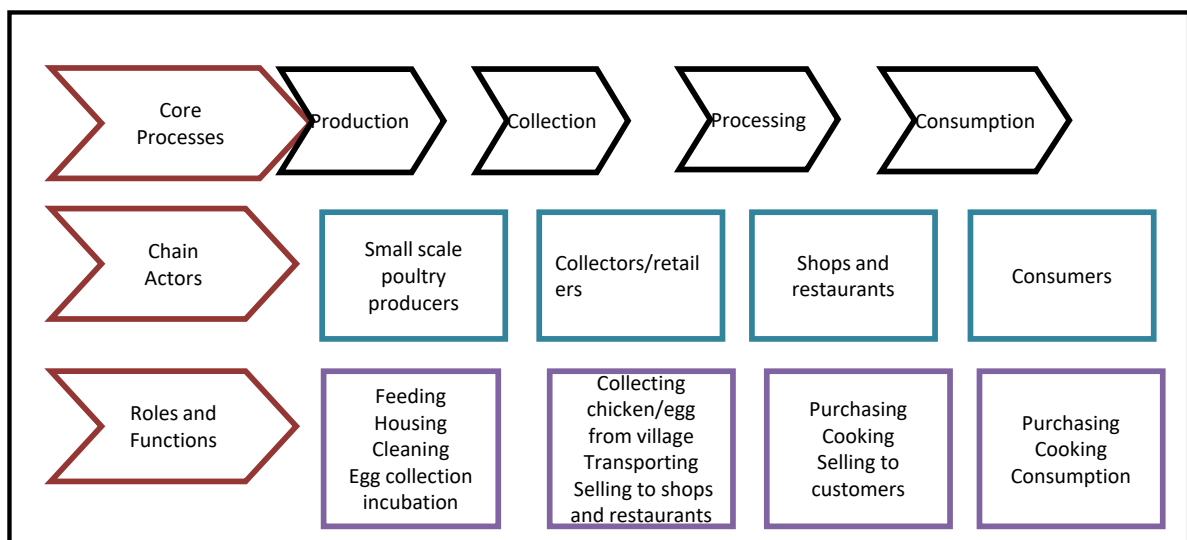 Core
Processes
Production
Collection
Processing
Consumption
Chain
Actors
Small scale
poultry
producers
Collectors/retail
ers
Shops and
restaurants
Consumers
Roles and
Functions
Feeding
Housing
Cleaning
Egg collection
incubation
Collecting
chicken/egg
from village
Transporting
Selling to shops
and restaurants
Purchasing
Cooking
Selling to
customers
Purchasing
Cooking
Consumption